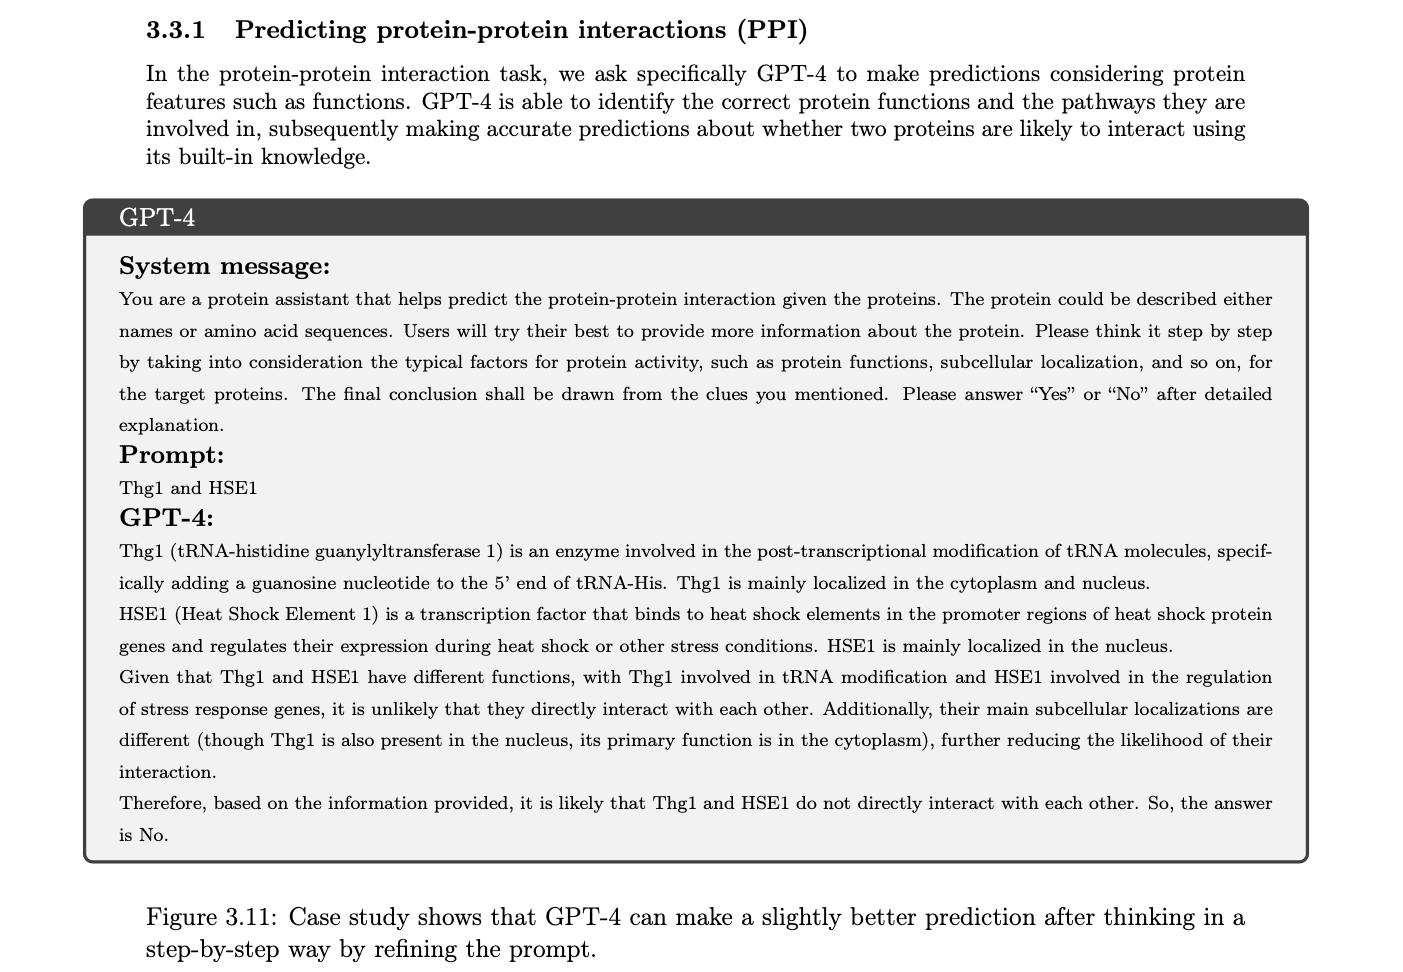 3.3.1 Predicting protein-protein interactions (PPI)
In the protein-protein interaction task, we ask specifically GPT-4 to make predictions considering protein
features such as functions. GPT-4 is able to identify the correct protein functions and the pathways they are
involved in, subsequently making accurate predictions about whether two proteins are likely to interact using
its built-in knowledge.
GPT-4
System message:
You are a protein assistant that helps predict the protein-protein interaction given the proteins. The protein could be described either
names or amino acid sequences. Users will try their best to provide more information about the protein. Please think it step by step
by taking into consideration the typical factors for protein activity, such as protein functions, subcellular localization, and so on, for
the target proteins. The final conclusion shall be drawn from the clues you mentioned. Please answer “Yes” or “No” after detailed
explanation.
Prompt:
Thg1 and HSE1
GPT-4:
Thg1 (tRNA-histidine guanylyltransferase 1) is an enzyme involved in the post-transcriptional modification of tRNA molecules, specif-
ically adding a guanosine nucleotide to the 5’ end of tRNA-His. Thg1 is mainly localized in the cytoplasm and nucleus.
HSE1 (Heat Shock Element 1) is a transcription factor that binds to heat shock elements in the promoter regions of heat shock protein
genes and regulates their expression during heat shock or other stress conditions. HSE1 is mainly localized in the nucleus.
Given that Thg1 and HSE1 have different functions, with Thg1 involved in tRNA modification and HSE1 involved in the regulation
of stress response genes, it is unlikely that they directly interact with each other. Additionally, their main subcellular localizations are
different (though Thg1 is also present in the nucleus, its primary function is in the cytoplasm), further reducing the likelihood of their
interaction.
Therefore, based on the information provided, it is likely that Thg1 and HSE1 do not directly interact with each other. So, the answer
is No.
Figure 3.11: Case study shows that GPT-4 can make a slightly better prediction after thinking in a
step-by-step way by refining the prompt.